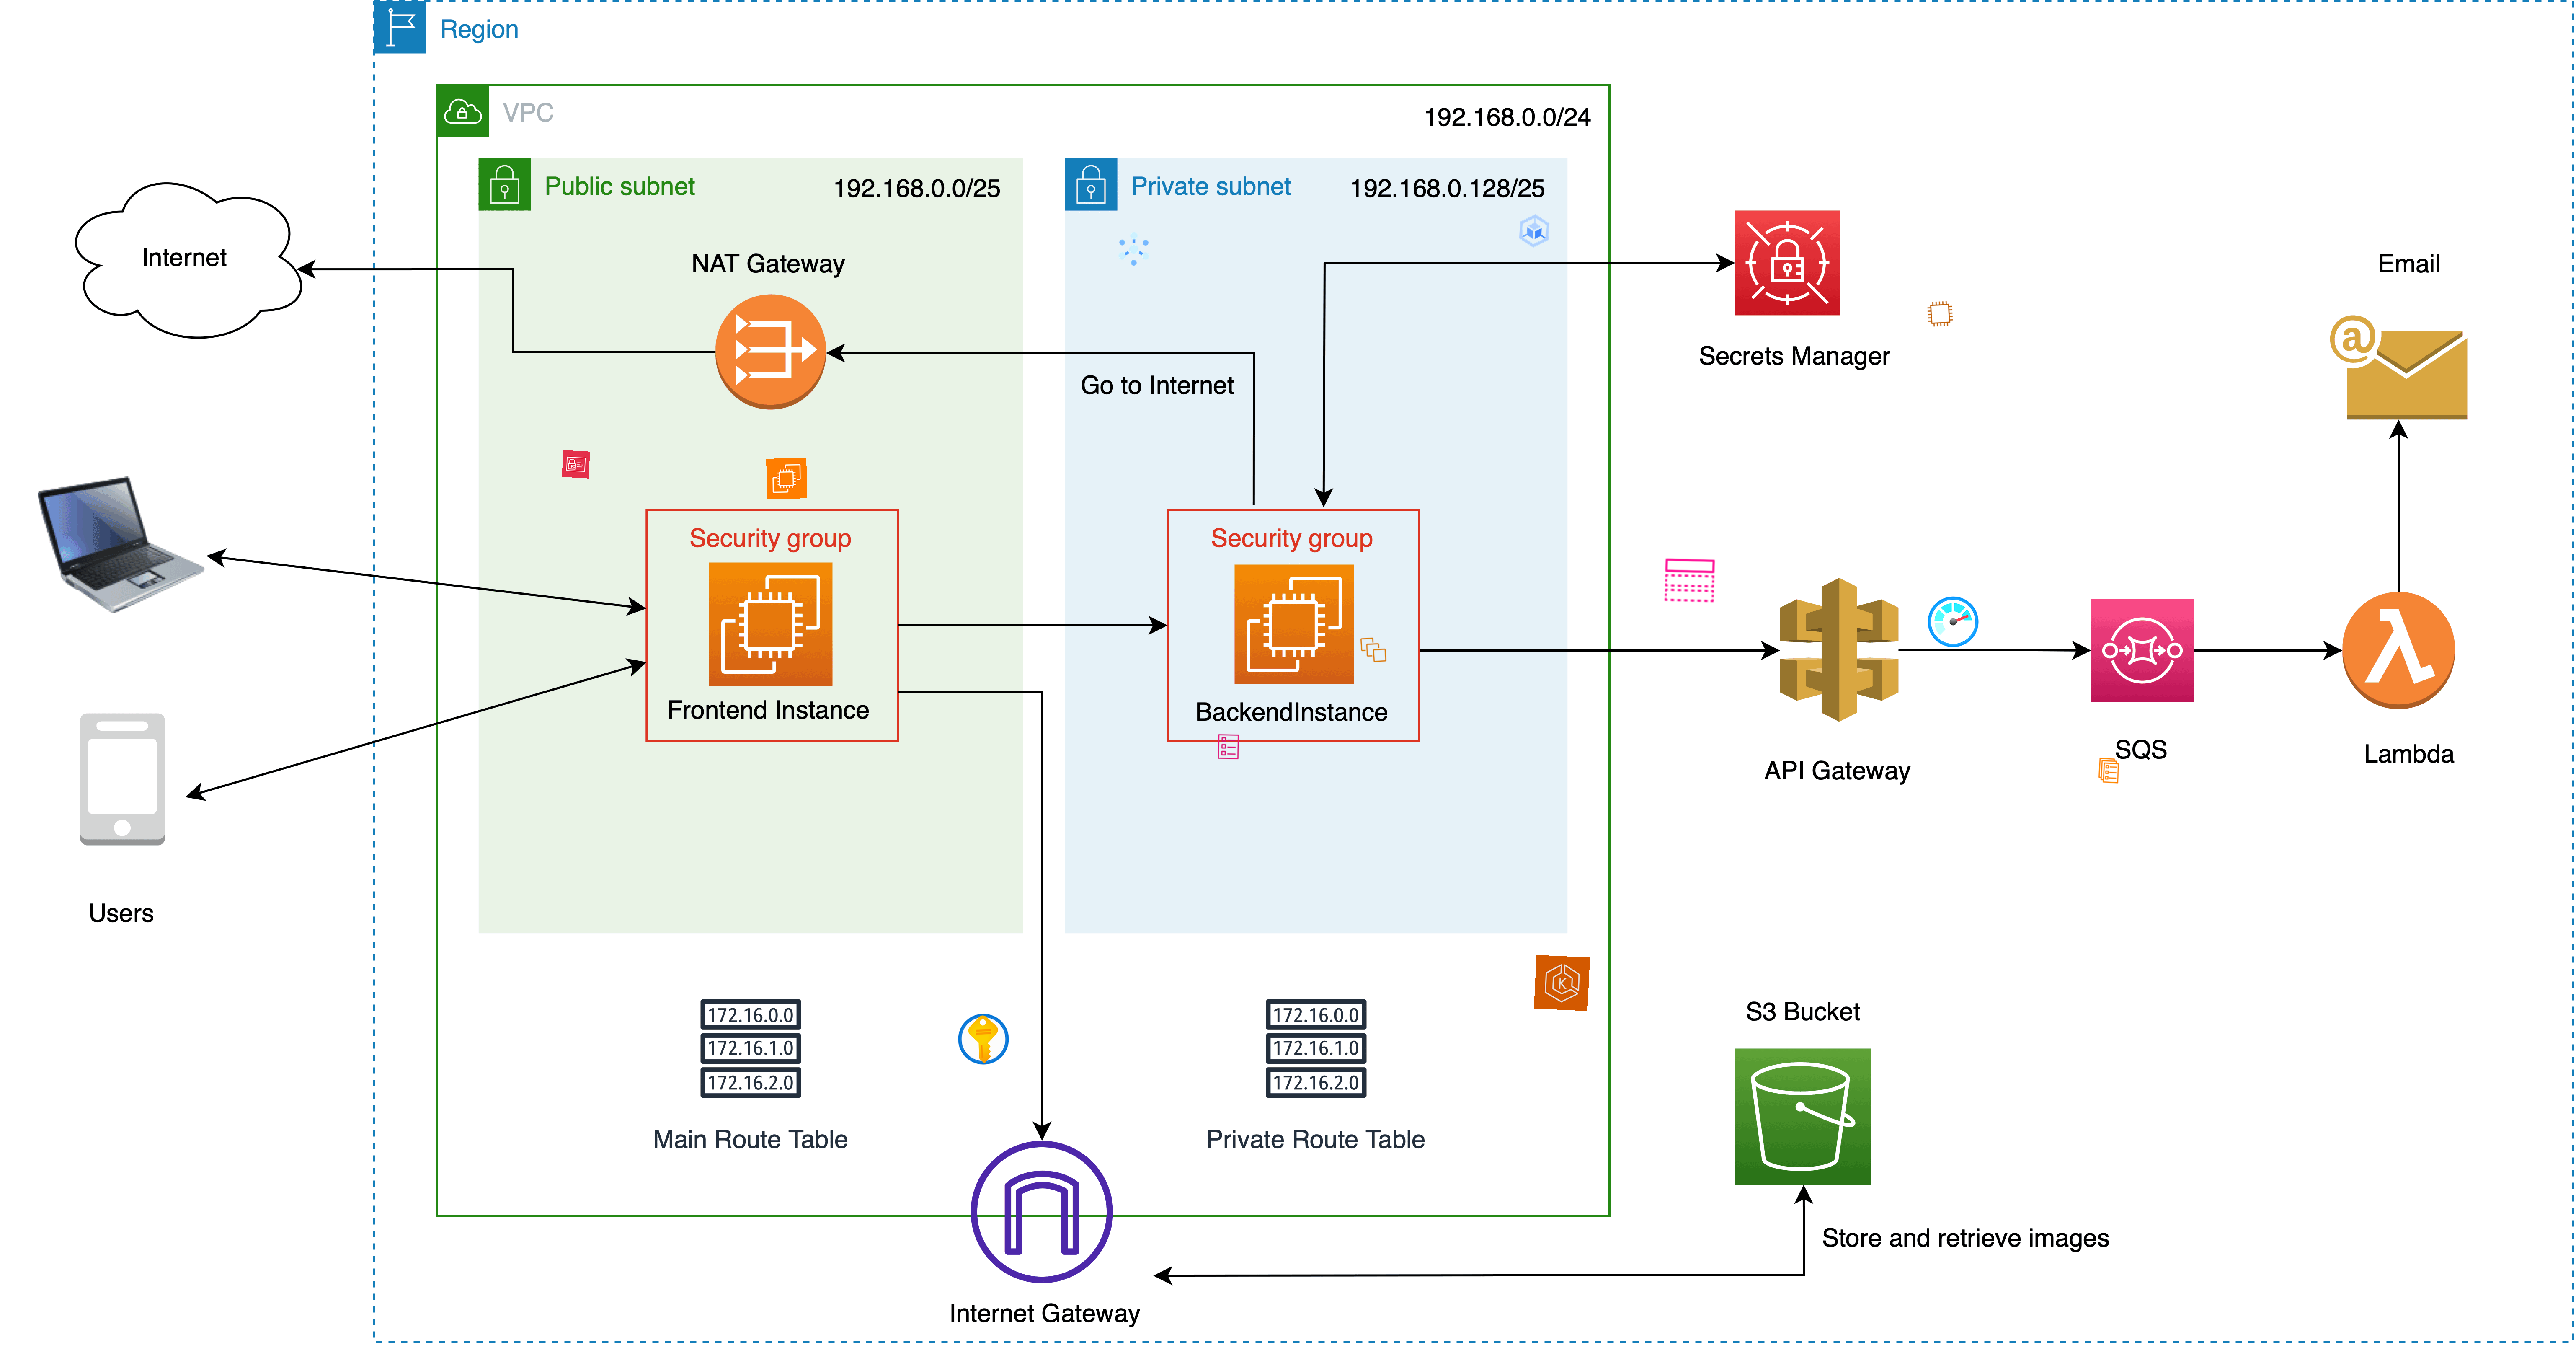 Region
VPC
192.168.0.0/24
Public subnet
192.168.0.0/25
Private subnet
192.168.0.128/25
Internet
NAT Gateway
Go to Internet
Secrets Manager
Email
@
Security group
Frontend Instance
Security group
BackendInstance
API Gateway
SQS
Lambda
Users
172.16.0.0
172.16.1.0
172.16.2.0
Main Route Table
172.16.0.0
172.16.1.0
172.16.2.0
Private Route Table
K
S3 Bucket
Store and retrieve images
Internet Gateway